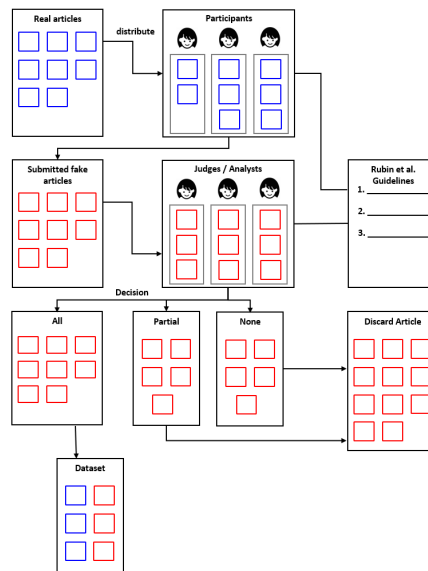 Real articles
distribute
Participants
Submitted fake
articles
Judges / Analysts
Rubin et al.
Guidelines
1.
2.
3.
Decision
All
Partial
None
Discard Article
Dataset